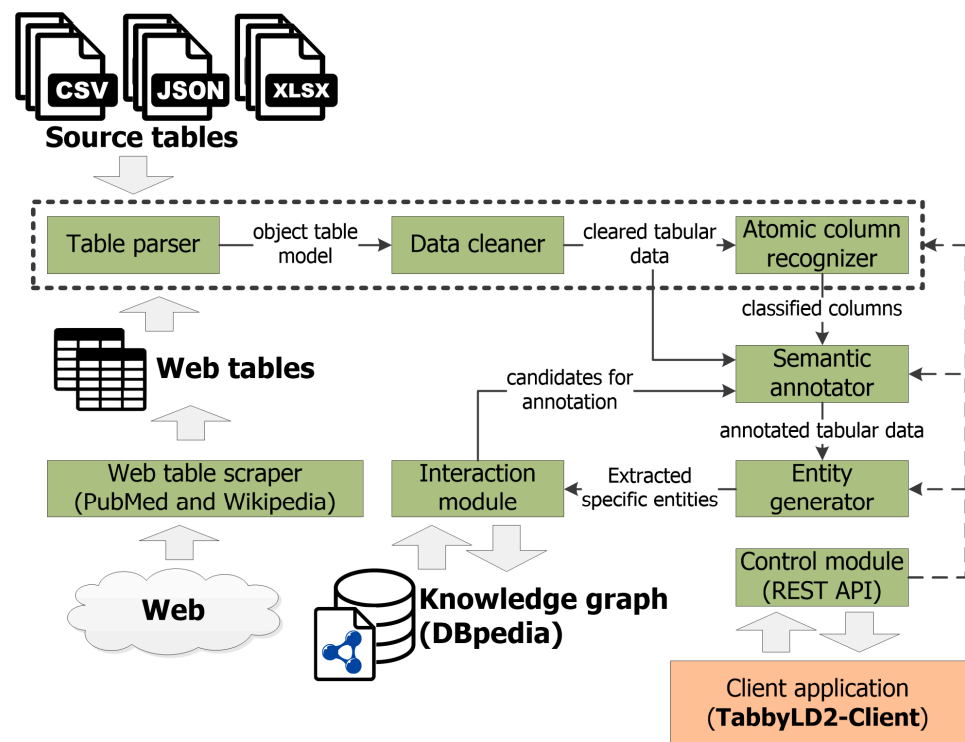 CSV
JSON
XLSX
Source tables
Table parser
object table
model
Data cleaner
cleared tabular
data
Atomic column
recognizer
classified columns
Web tables
candidates for
annotation
Semantic
annotator
annotated tabular data
Web table scraper
(PubMed and Wikipedia)
Interaction
module
Extracted
specific entities
Entity
generator
Control module
(REST API)
Web
Knowledge graph
(DBpedia)
Client application
(TabbyLD2-Client)